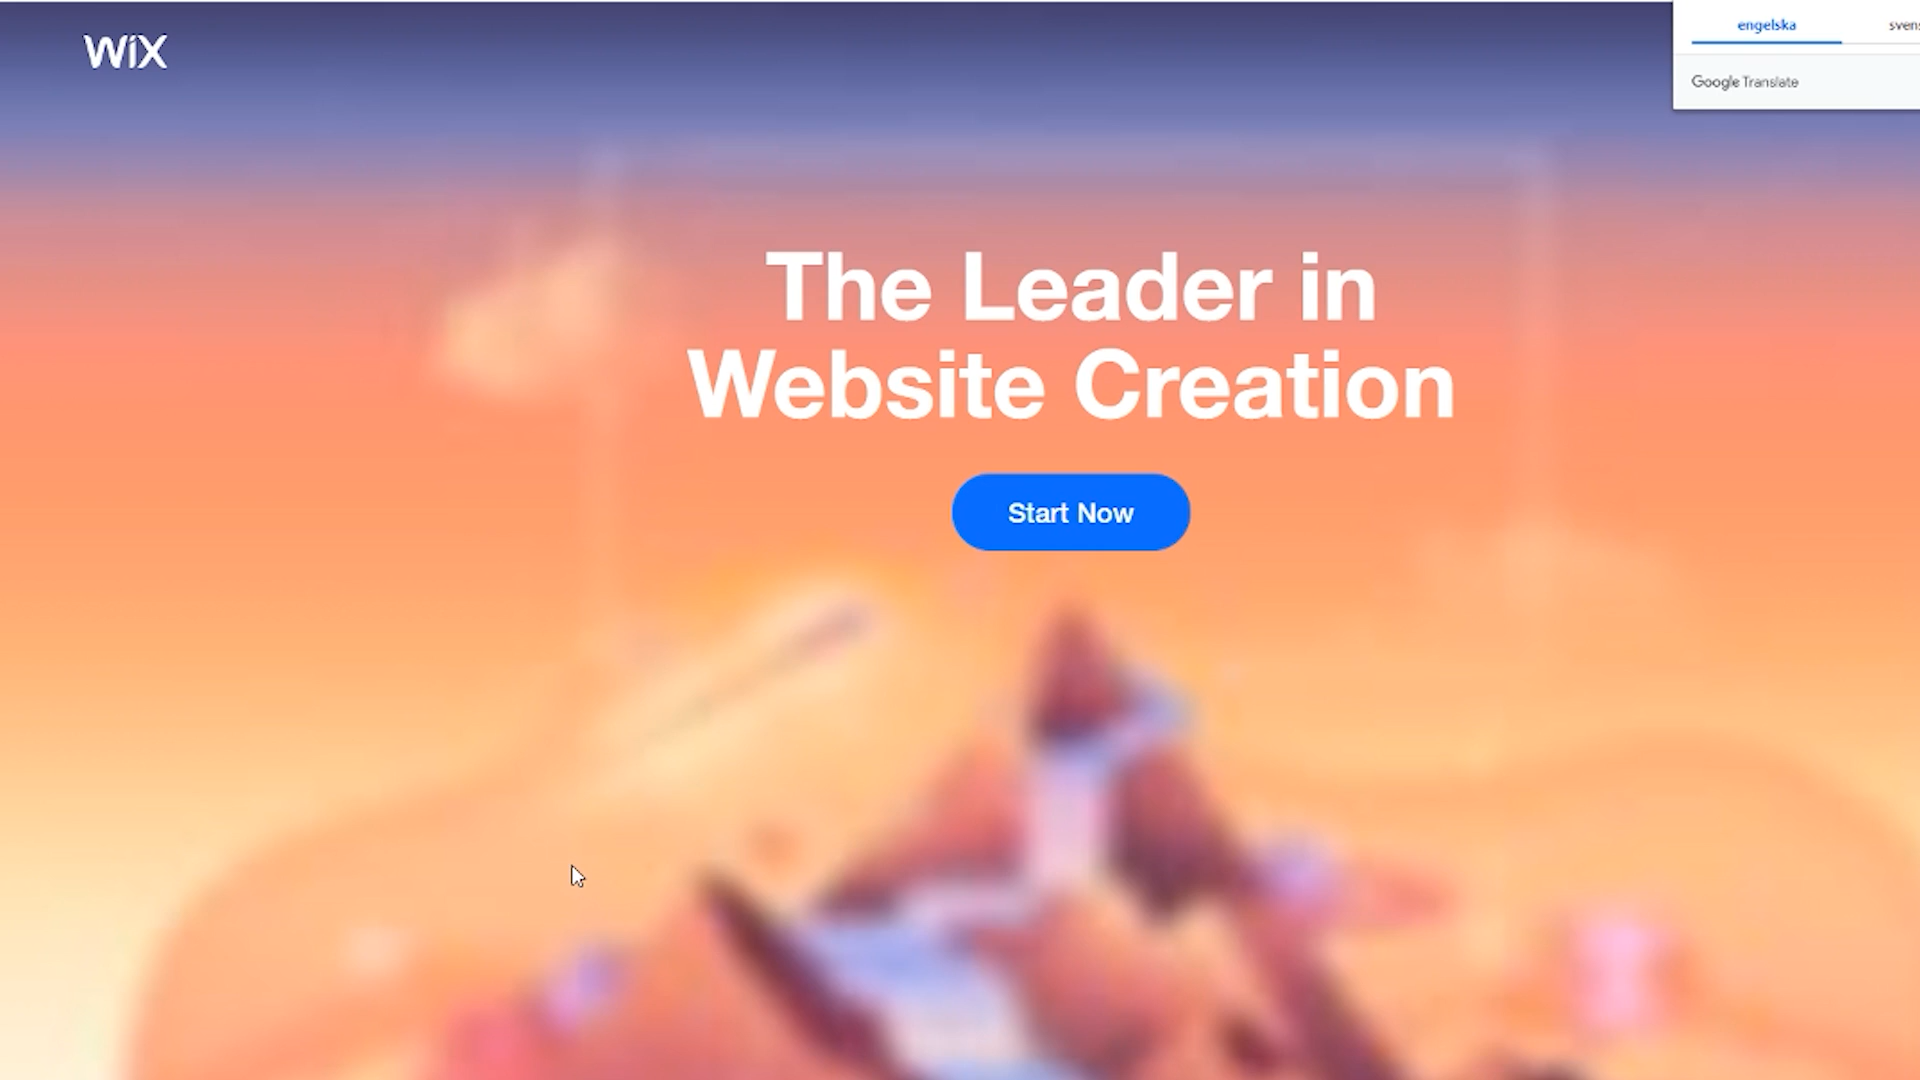 WiX
engelska
Google Translate
The Leader in
Website Creation
Start Now